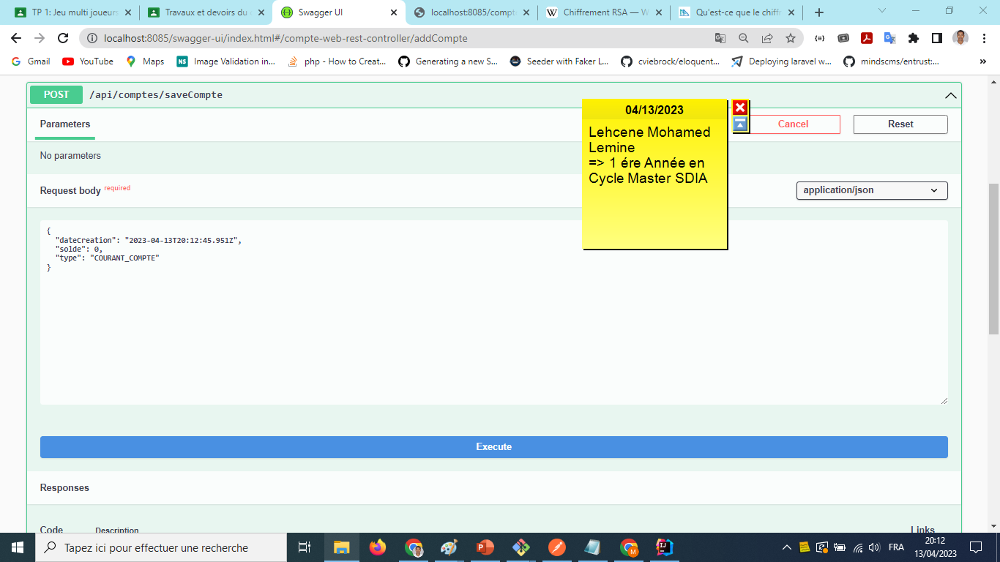 TP 1: Jeu multi joueurs
Travaux et devoirs du
Swagger UI
localhost:8085/compt
Chiffrement RSA — W
Qu'est-ce que le chiff
localhost:8085/swagger-ui/index.html#/compte-web-rest-controller/addCompte
Gmail
YouTube
Maps
Image Validation in...
php - How to Creat...
Generating a new S...
Seeder with Faker L...
cviebrock/eloquent...
Deploying laravel w...
mindscms/entrust:...
»
POST /api/comptes/saveCompte
Parameters
Cancel
Reset
No parameters
04/13/2023
Lehcene Mohamed
Lemine
=> 1 ére Année en
Cycle Master SDIA
Request body required
application/json
{
"dateCreation": "2023-04-13T20:12:45.951Z",
"solde": 0,
"type": "COURANT_COMPTE"
}
Execute
Responses
Code
Description
Links
Tapez ici pour effectuer une recherche
FRA
20:12
13/04/2023